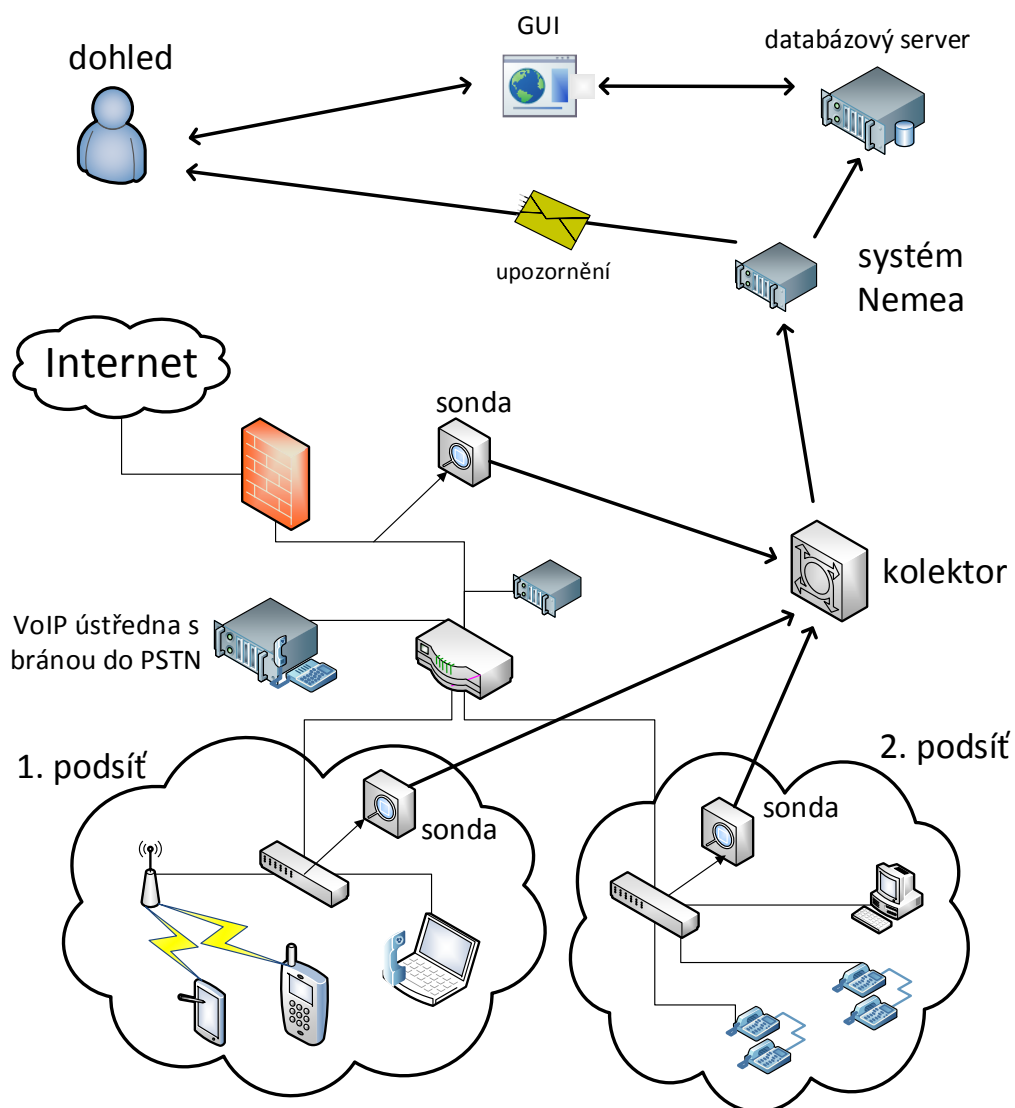 GUI
databázový server
dohled
upozornění
systém
Nemea
Internet
sonda
kolektor
VoIP ústředna s
bránou do PSTN
1. podsíť
2. podsíť
sonda
sonda